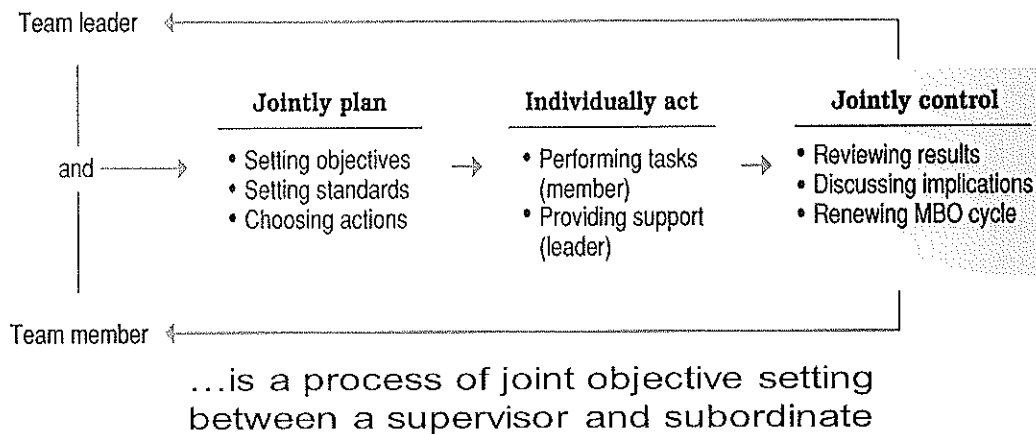 Team leader
Jointly plan
Individually act
Jointly control
and
• Setting objectives
• Setting standards
• Choosing actions
• Performing tasks
(member)
• Providing support
(leader)
• Reviewing results
• Discussing implications
• Renewing MBO cycle
Team member
...is a process of joint objective setting
between a supervisor and subordinate